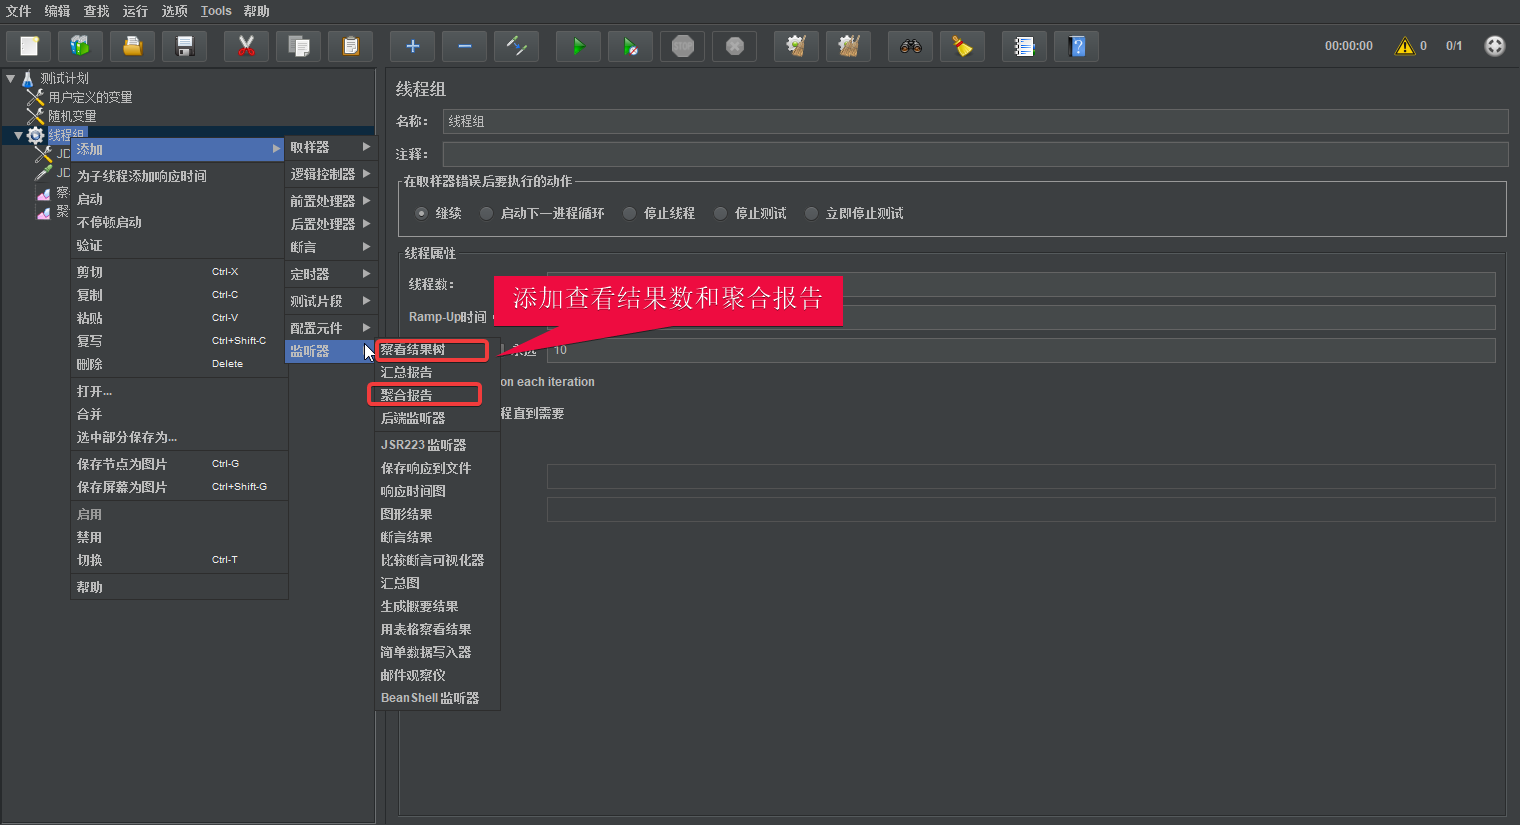 文件 编辑 查找 运行 选项 Tools 帮助
STOP
00:00:00 0 0/1
测试计划
用户定义的变量
随机变量
线程组
JD
JD
察
聚
添加
为子线程添加响应时间
启动
不停顿启动
验证
剪切 Ctrl-X
复制 Ctrl-C
粘贴 Ctrl-V
复写 Ctrl+Shift-C
删除 Delete
打开...
合并
选中部分保存为...
保存节点为图片 Ctrl-G
保存屏幕为图片 Ctrl+Shift-G
启用
禁用
切换 Ctrl-T
帮助
取样器
逻辑控制器
前置处理器
后置处理器
断言
定时器
测试片段
配置元件
监听器
察看结果树
汇总报告
聚合报告
后端监听器
JSR223 监听器
保存响应到文件
响应时间图
图形结果
断言结果
比较断言可视化器
汇总图
生成概要结果
用表格察看结果
简单数据写入器
邮件观察仪
BeanShell 监听器
线程组
名称： 线程组
注释：
在取样器错误后要执行的动作
继续 启动下一进程循环 停止线程 停止测试 立即停止测试
线程属性
线程数：
添加查看结果数和聚合报告
Ramp-Up时间
永远 10
on each iteration
程直到需要